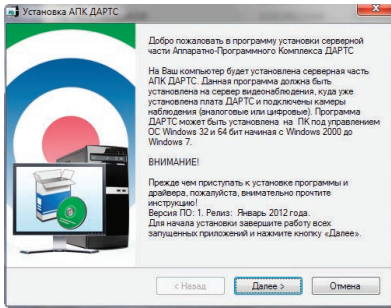 Установка АПК ДАРТС
Добро пожаловать в программу установки серверной
части Аппаратно-Программного Комплекса ДАРТС
На Ваш компьютер будет установлена серверная часть
АПК ДАРТС. Данная программа должна быть
установлена на сервер видеонаблюдения, куда уже
установлена плата ДАРТС и подключены камеры
наблюдения (аналоговые или цифровые). Программа
ДАРТС может быть установлена на ПК под управлением
ОС Windows 32 и 64 бит начиная с Windows 2000 до
Windows 7.
ВНИМАНИЕ!
Прежде чем приступать к установке программы и
драйвера, пожалуйста, внимательно прочтите
инструкцию!
Версия ПО: 1. Релиз: Январь 2012 года.
Для начала установки завершите работу всех
запущенных приложений и нажмите кнопку «Далее».
< Назад
Далее >
Отмена